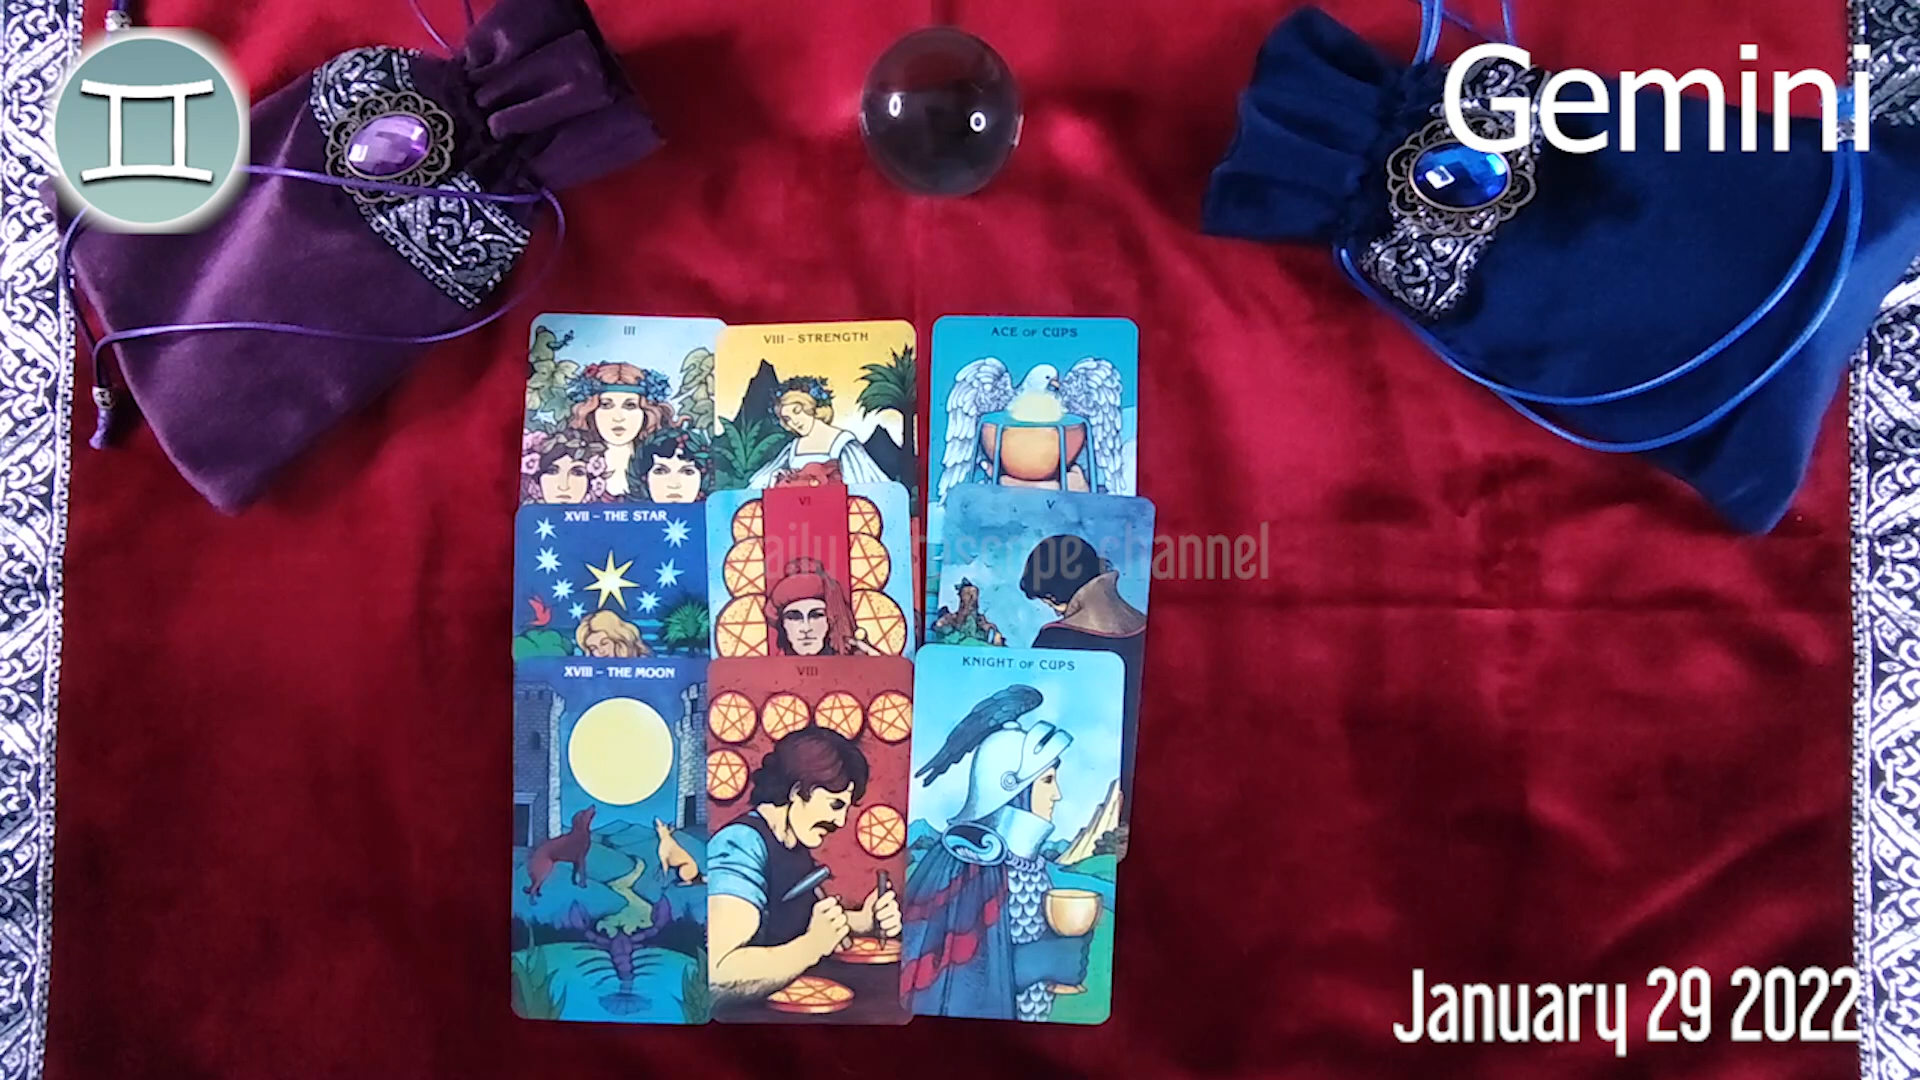 Gemini
III
VIII – STRENGTH
ACE OF CUPS
XVII – THE STAR
VI
V
channel
XVIII – THE MOON
VIII
KNIGHT OF CUPS
January 29 2022